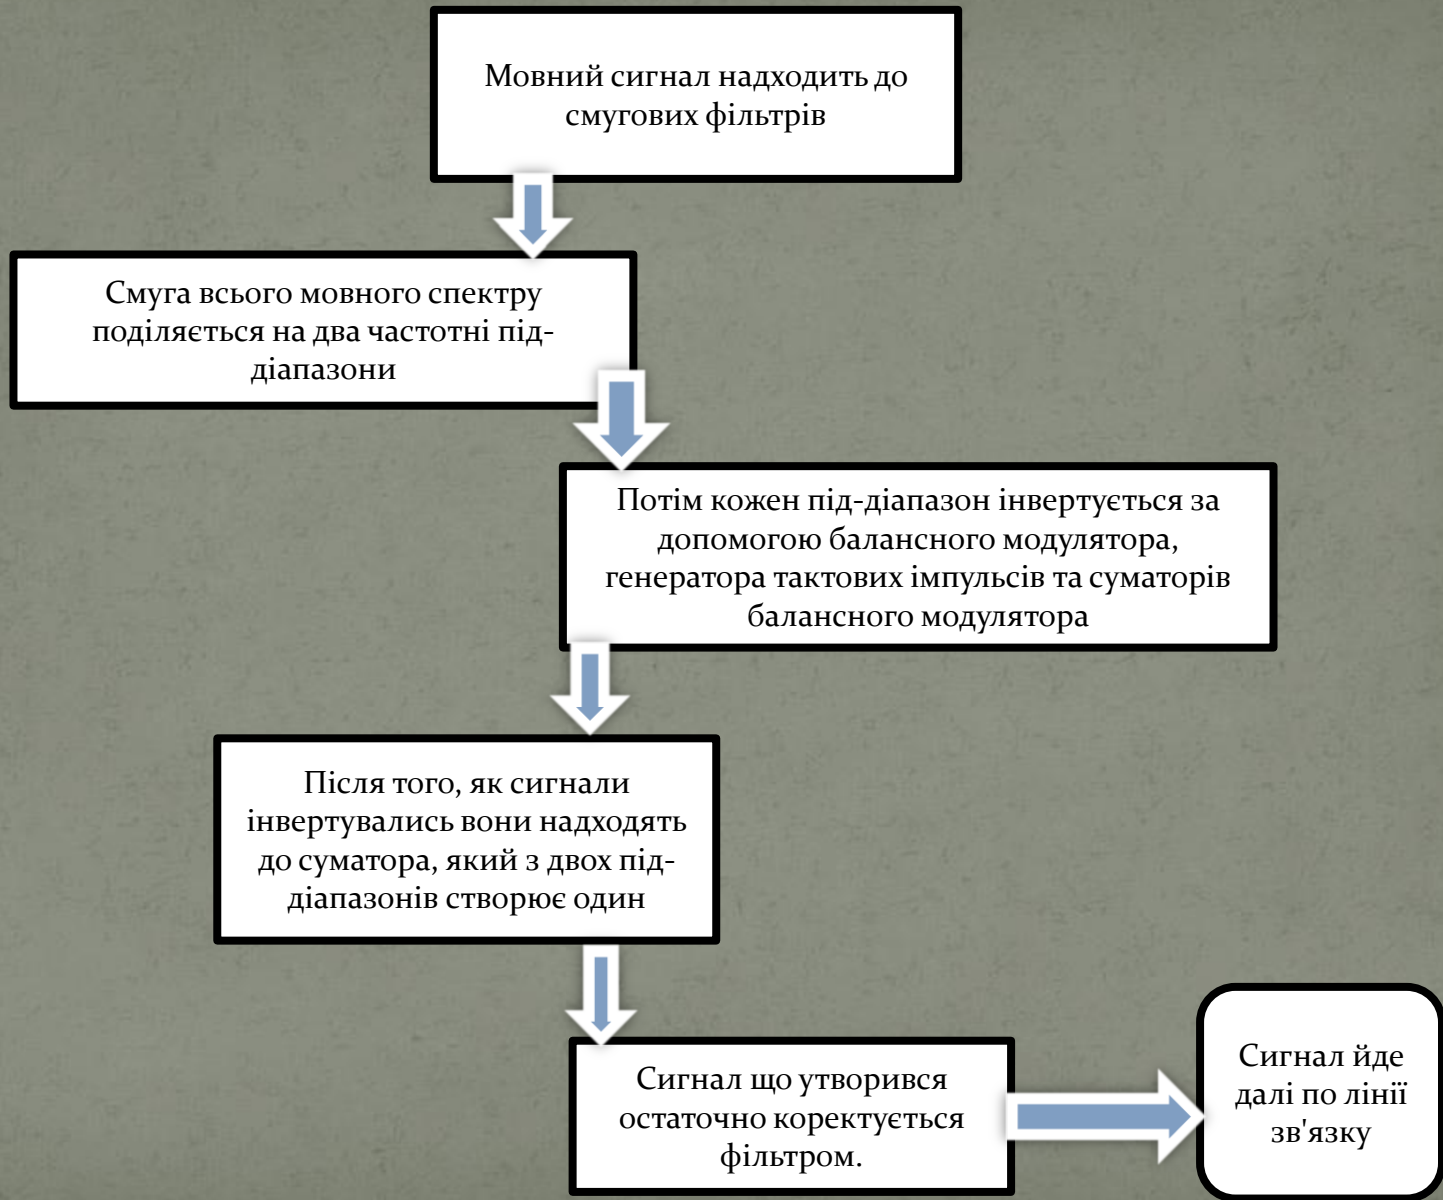 Мовний сигнал надходить до
смугових фільтрів
Смуга всього мовного спектру
поділяється на два частотні під-
діапазони
Потім кожен під-діапазон інвертується за
допомогою балансного модулятора,
генератора тактових імпульсів та суматорів
балансного модулятора
Після того, як сигнали
інвертувались вони надходять
до суматора, який з двох під-
діапазонів створює один
Сигнал що утворився
остаточно коректується
фільтром.
Сигнал йде
далі по лінії
зв'язку